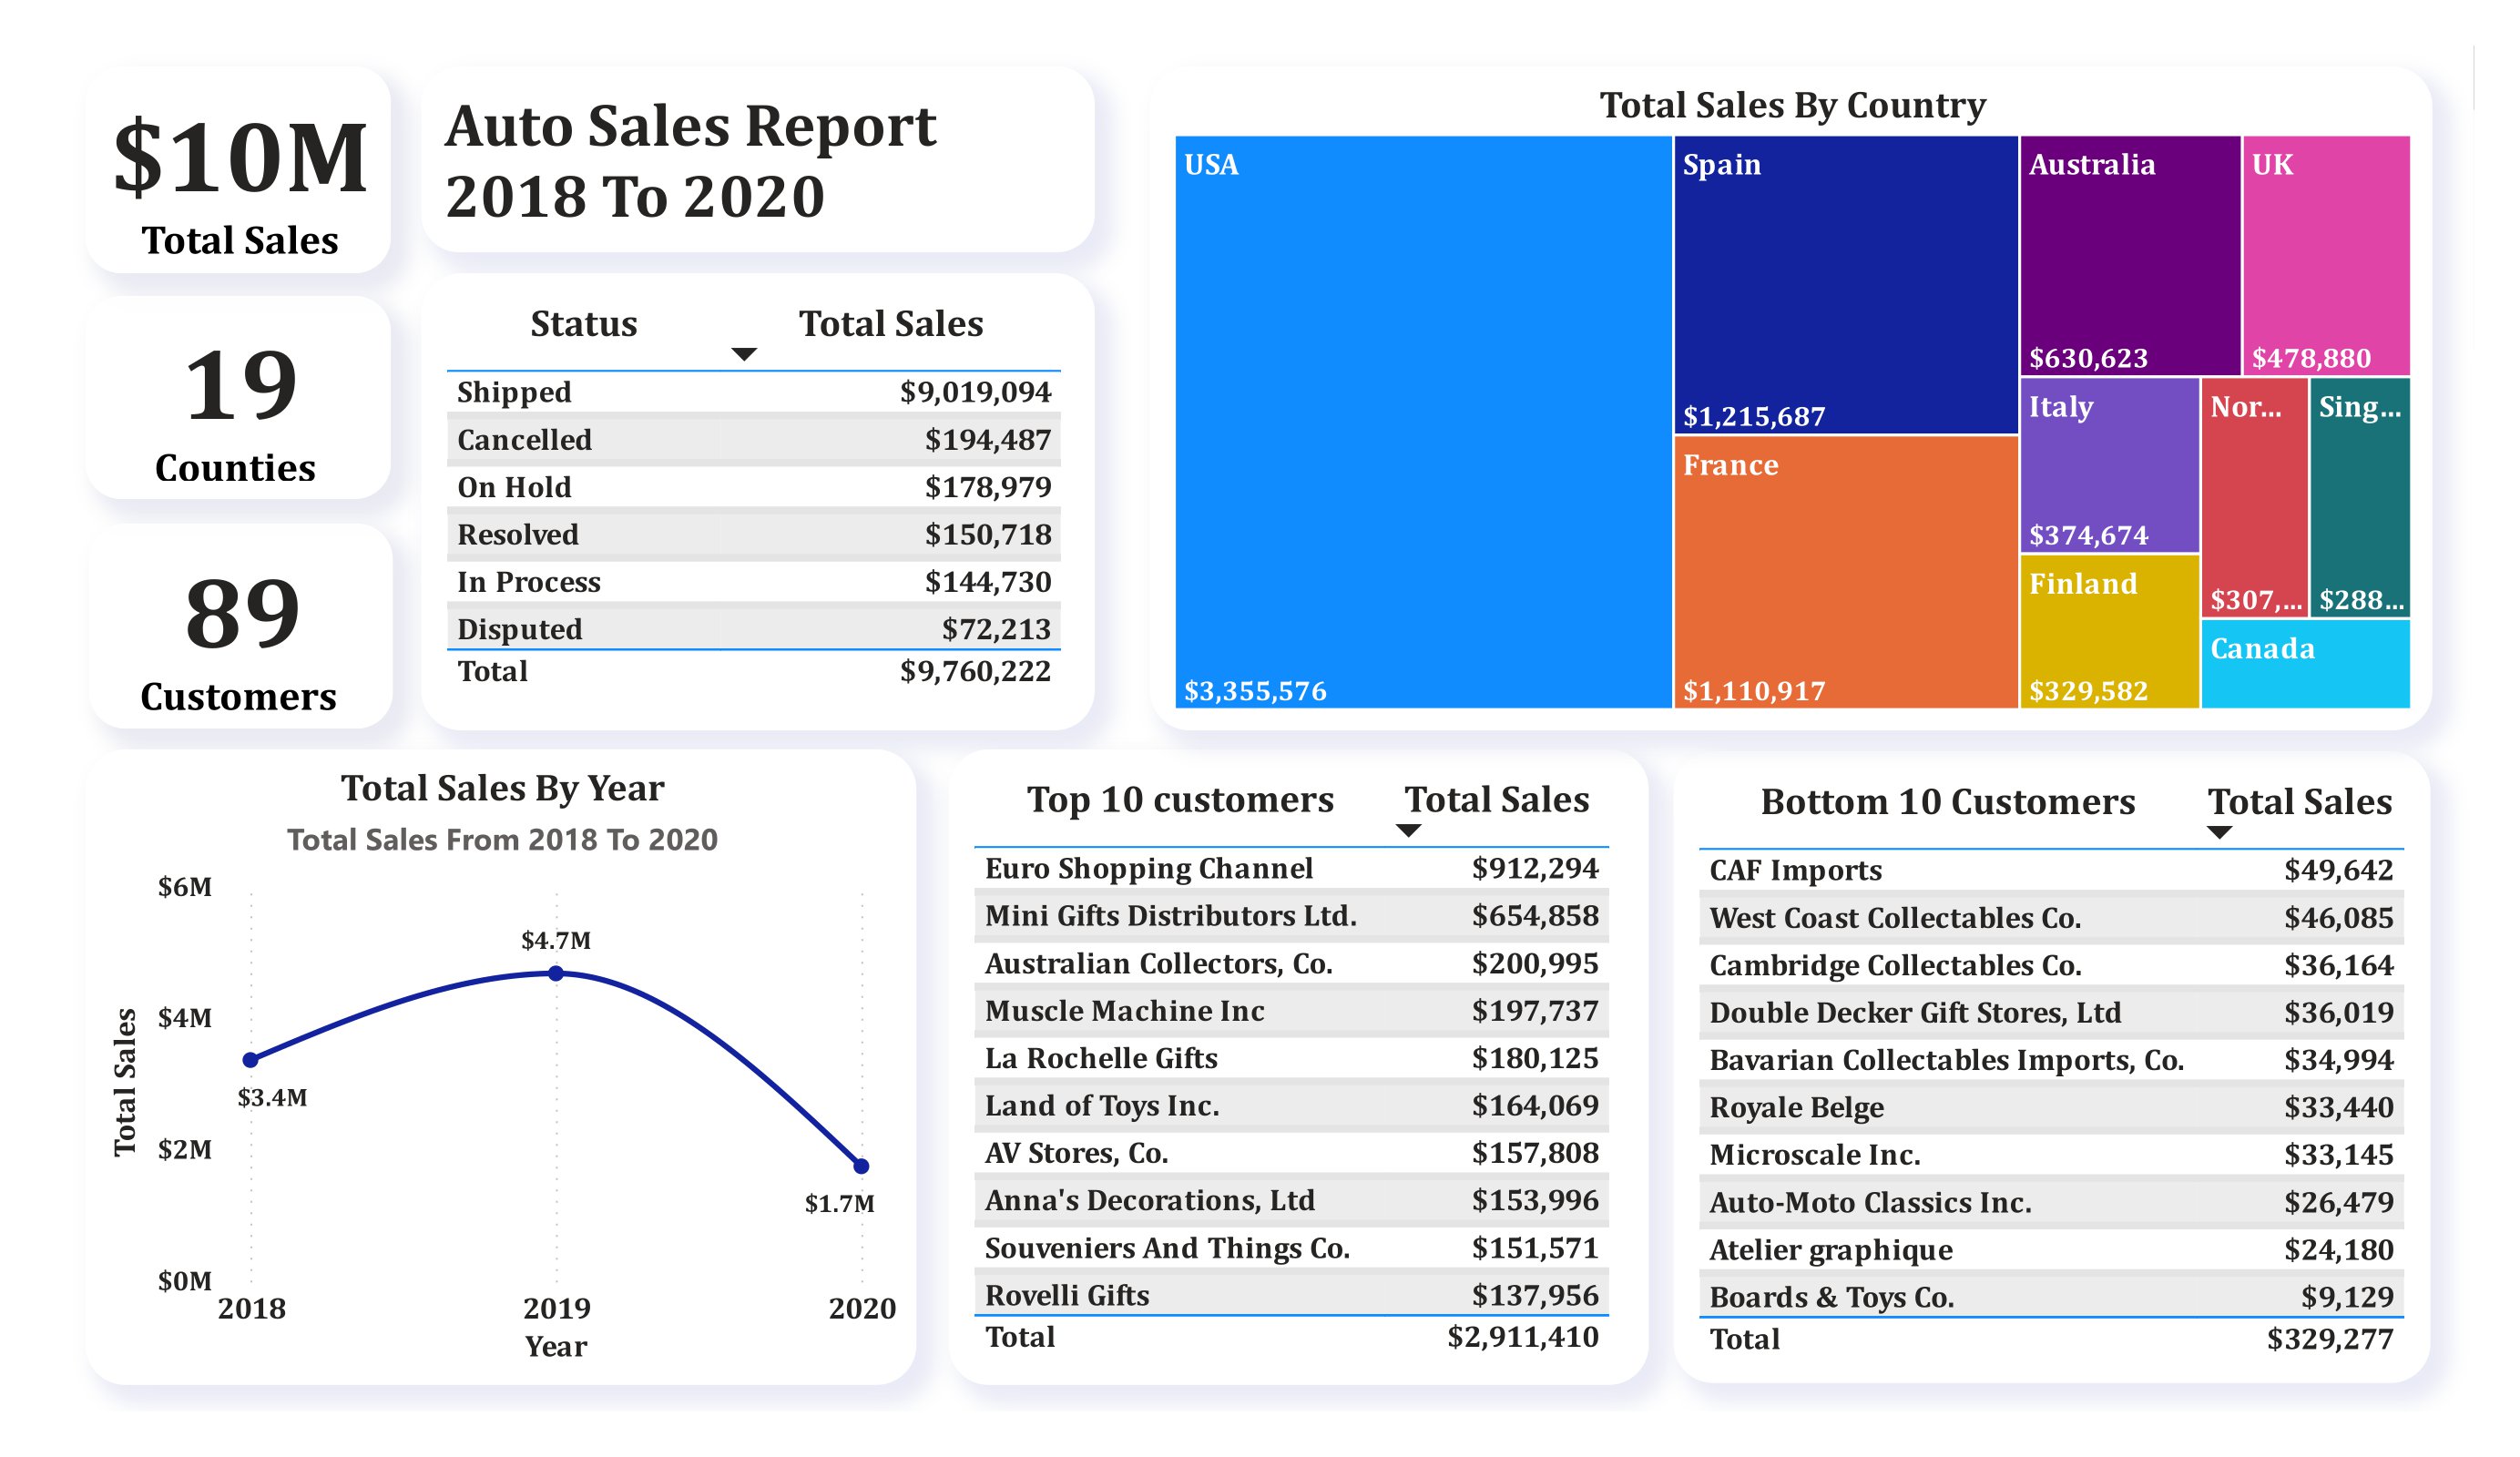 $10M
Total Sales
19
Counties
89
Customers
Auto Sales Report
2018 To 2020
Status Total Sales
Shipped $9,019,094
Cancelled $194,487
On Hold $178,979
Resolved $150,718
In Process $144,730
Disputed $72,213
Total $9,760,222
Total Sales By Country
USA
$3,355,576
Spain
$1,215,687
France
$1,110,917
Australia
$630,623
UK
$478,880
Italy
$374,674
Finland
$329,582
Nor...
$307,...
Sing...
$288...
Canada
Total Sales By Year
Total Sales From 2018 To 2020
Total Sales
$6M
$4M
$2M
$0M
$3.4M
$4.7M
$1.7M
2018 2019 2020
Year
Top 10 customers Total Sales
Euro Shopping Channel $912,294
Mini Gifts Distributors Ltd. $654,858
Australian Collectors, Co. $200,995
Muscle Machine Inc $197,737
La Rochelle Gifts $180,125
Land of Toys Inc. $164,069
AV Stores, Co. $157,808
Anna's Decorations, Ltd $153,996
Souveniers And Things Co. $151,571
Rovelli Gifts $137,956
Total $2,911,410
Bottom 10 Customers Total Sales
CAF Imports $49,642
West Coast Collectables Co. $46,085
Cambridge Collectables Co. $36,164
Double Decker Gift Stores, Ltd $36,019
Bavarian Collectables Imports, Co. $34,994
Royale Belge $33,440
Microscale Inc. $33,145
Auto-Moto Classics Inc. $26,479
Atelier graphique $24,180
Boards & Toys Co. $9,129
Total $329,277